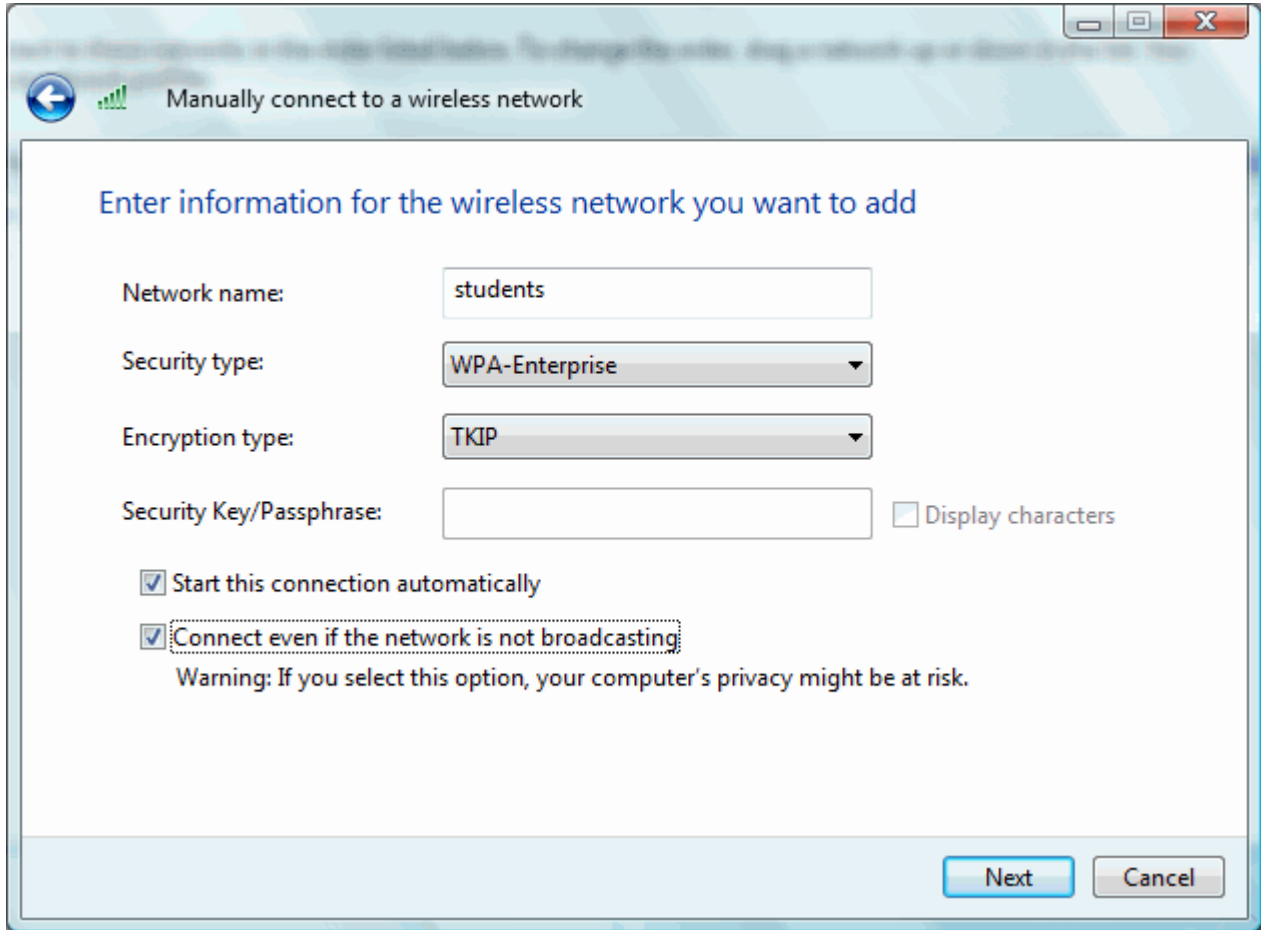 Manually connect to a wireless network
Enter information for the wireless network you want to add
Network name: students
Security type: WPA-Enterprise
Encryption type: TKIP
Security Key/Passphrase: Display characters
Start this connection automatically
Connect even if the network is not broadcasting
Warning: If you select this option, your computer's privacy might be at risk.
Next Cancel